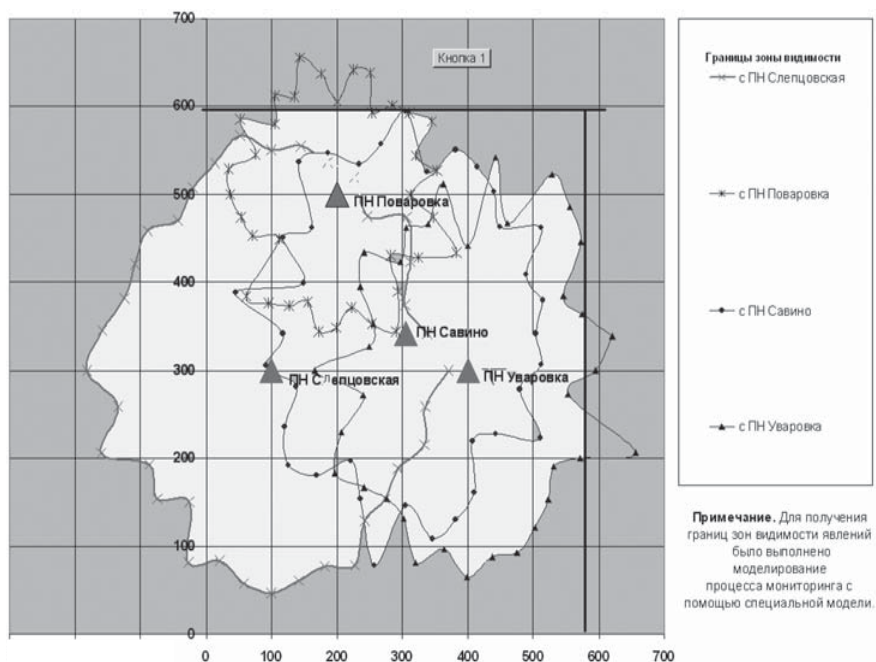 700
600
500
400
300
200
100
0
Кнопка 1
ПН Поваровка
ПН Савино
ПН Слепцовская
ПН Уваровка
0 100 200 300 400 500 600 700
Границы зоны видимости
с ПН Слепцовская
с ПН Поваровка
с ПН Савино
с ПН Уваровка
Примечание. Для получения
границ зон видимости явлений
было выполнено
моделирование
процесса мониторинга с
помощью специальной модели.